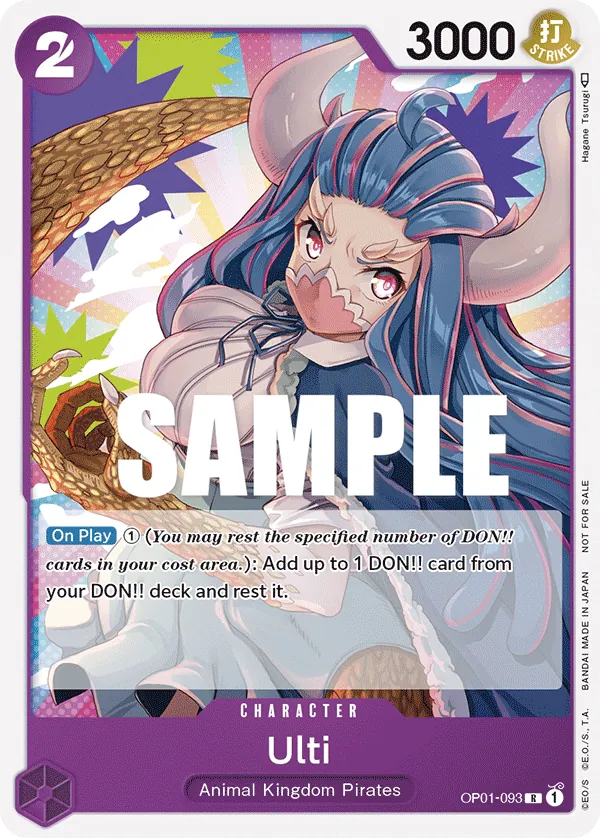 2
3000
打
STRIKE
Hagane Tsurugi
SAMPLE
On Play ① (You may rest the specified number of DON!!
cards in your cost area.): Add up to 1 DON!! card from
your DON!! deck and rest it.
CHARACTER
Ulti
Animal Kingdom Pirates
OP01-093 R 1
©EO/S ©E.O./S., T.A. BANDAI MADE IN JAPAN NOT FOR SALE